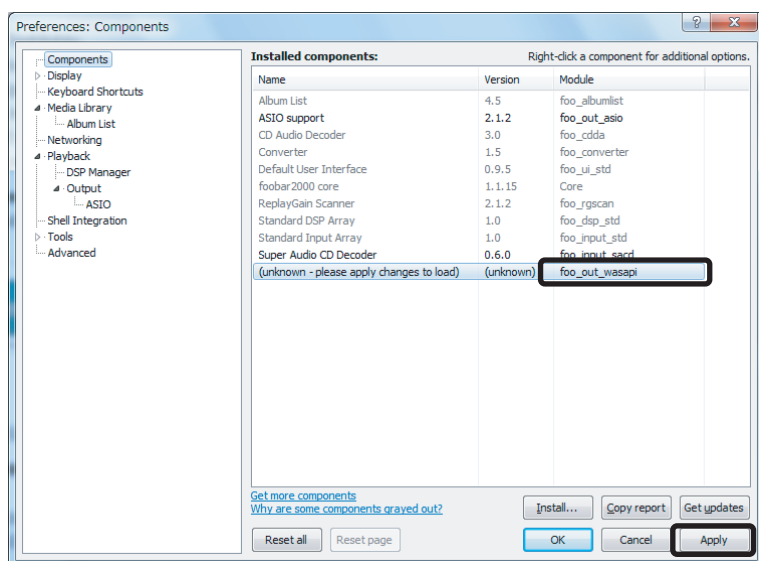 Preferences: Components
?
X
Components
Display
Keyboard Shortcuts
Media Library
Album List
Networking
Playback
DSP Manager
Output
ASIO
Shell Integration
Tools
Advanced
Installed components: Right-click a component for additional options.
Name Version Module
Album List 4.5 foo_albumlist
ASIO support 2.1.2 foo_out_asio
CD Audio Decoder 3.0 foo_cdda
Converter 1.5 foo_converter
Default User Interface 0.9.5 foo_ui_std
foobar2000 core 1.1.15 Core
ReplayGain Scanner 2.1.2 foo_rgscan
Standard DSP Array 1.0 foo_dsp_std
Standard Input Array 1.0 foo_input_std
Super Audio CD Decoder 0.6.0 foo_input_sacd
(unknown - please apply changes to load) (unknown) foo_out_wasapi
Get more components
Why are some components grayed out?
Install... Copy report Get updates
Reset all Reset page OK Cancel Apply